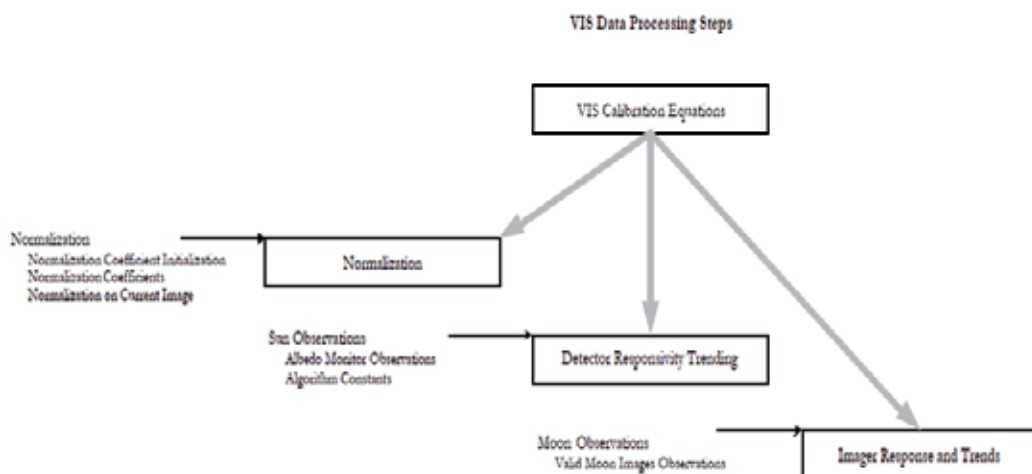 VIS Data Processing Steps
VIS Calibration Equations
Normalization
Normalization Coefficient Initialization
Normalization Coefficients
Normalization on Current Image
Normalization
Sun Observations
Albedo Monitor Observations
Algorithm Constants
Detector Responsivity Trending
Moon Observations
Valid Moon Images Observations
Imager Response and Trends